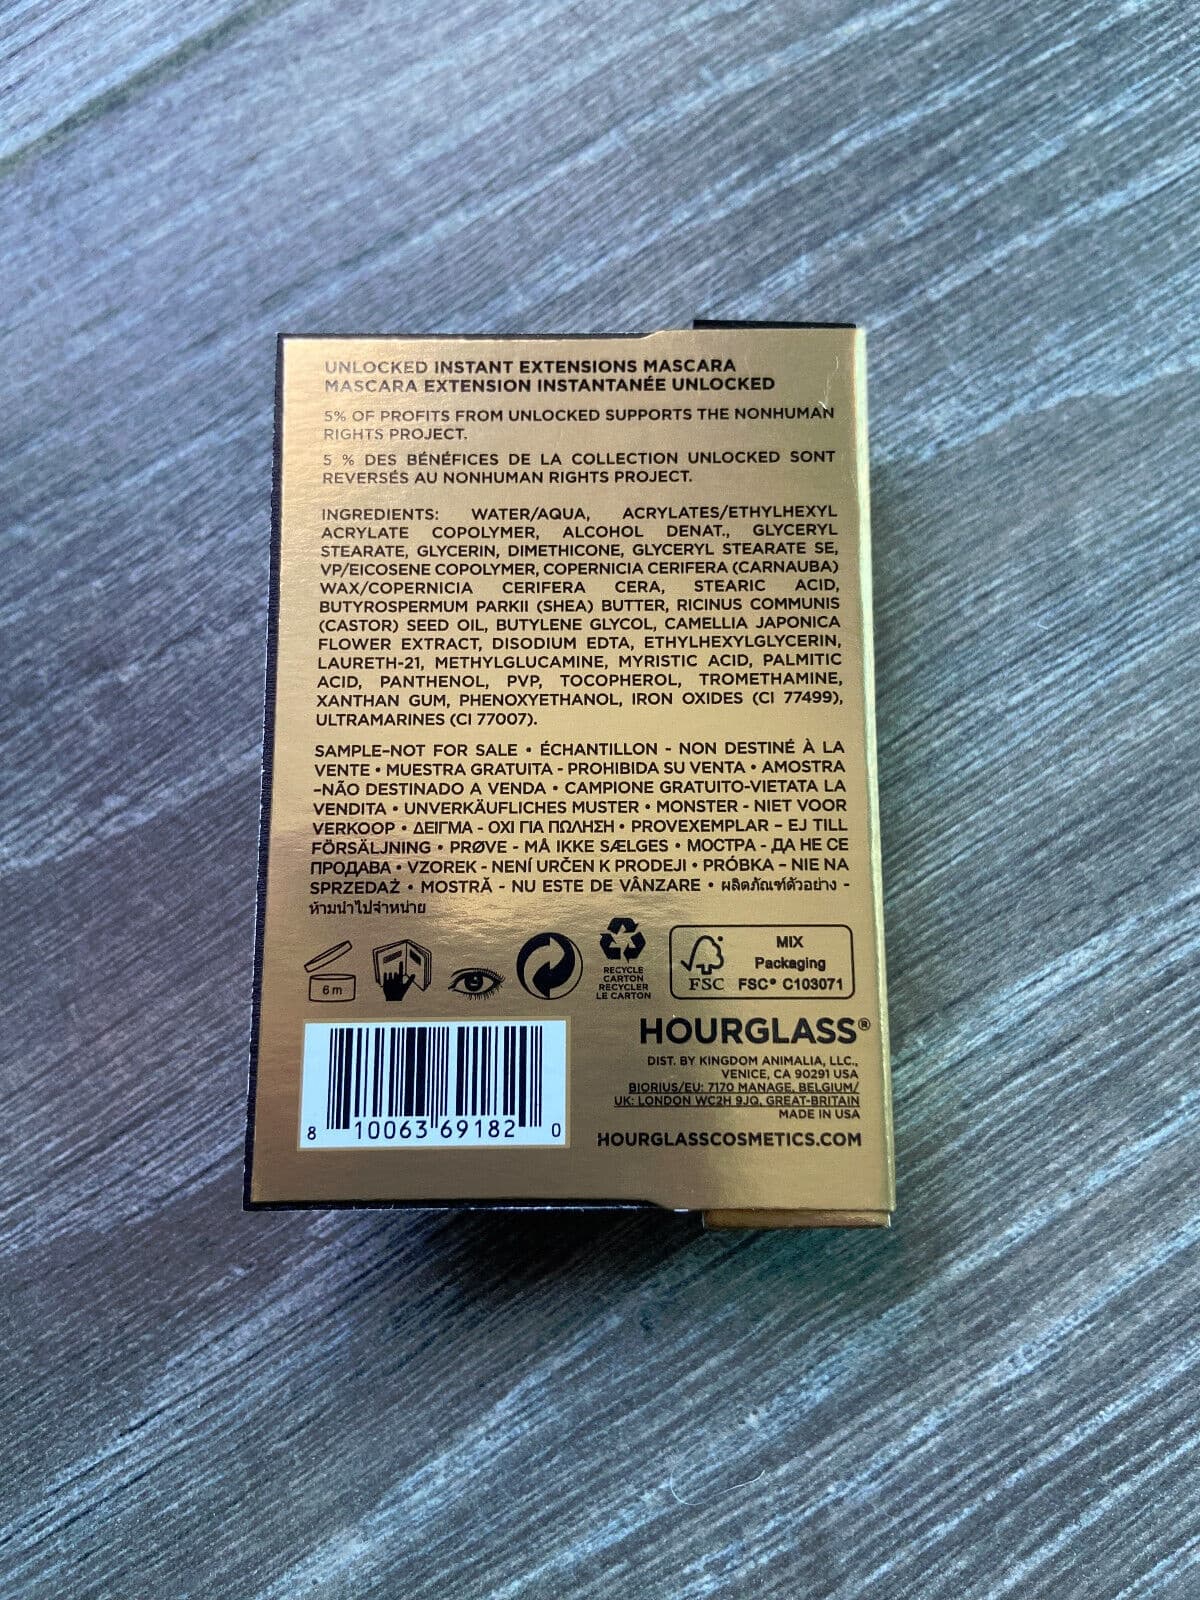 UNLOCKED INSTANT EXTENSIONS MASCARA
MASCARA EXTENSION INSTANTANÉE UNLOCKED
5% OF PROFITS FROM UNLOCKED SUPPORTS THE NONHUMAN
RIGHTS PROJECT.
5 % DES BÉNÉFICES DE LA COLLECTION UNLOCKED SONT
REVERSÉS AU NONHUMAN RIGHTS PROJECT.
INGREDIENTS: WATER/AQUA, ACRYLATES/ETHYLHEXYL
ACRYLATE COPOLYMER, ALCOHOL DENAT., GLYCERYL
STEARATE, GLYCERIN, DIMETHICONE, GLYCERYL STEARATE SE,
VP/EICOSENE COPOLYMER, COPERNICIA CERIFERA (CARNAUBA)
WAX/COPERNICIA CERIFERA CERA, STEARIC ACID,
BUTYROSPERMUM PARKII (SHEA) BUTTER, RICINUS COMMUNIS
(CASTOR) SEED OIL, BUTYLENE GLYCOL, CAMELLIA JAPONICA
FLOWER EXTRACT, DISODIUM EDTA, ETHYLHEXYLGLYCERIN,
LAURETH-21, METHYLGLUCAMINE, MYRISTIC ACID, PALMITIC
ACID, PANTHENOL, PVP, TOCOPHEROL, TROMETHAMINE,
XANTHAN GUM, PHENOXYETHANOL, IRON OXIDES (CI 77499),
ULTRAMARINES (CI 77007).
SAMPLE-NOT FOR SALE • ÉCHANTILLON - NON DESTINÉ À LA
VENTE • MUESTRA GRATUITA - PROHIBIDA SU VENTA • AMOSTRA
-NÃO DESTINADO A VENDA • CAMPIONE GRATUITO-VIETATA LA
VENDITA • UNVERKÄUFLICHES MUSTER • MONSTER - NIET VOOR
VERKOOP • ΔΕΙΓΜΑ - ΟΧΙ ΓΙΑ ΠΩΛΗΣΗ • PROVEXEMPLAR - EJ TILL
FÖRSÄLJNING • PRØVE - MÅ IKKE SÆLGES • МОСТРА - ДА НЕ СЕ
ПРОДАВА • VZOREK - NENÍ URČEN K PRODEJI • PRÓBKA - NIE NA
SPRZEDAŻ • MOSTRĂ - NU ESTE DE VÂNZARE • ผลิตภัณฑ์ตัวอย่าง -
ห้ามนำไปจำหน่าย
6 m
RECYCLE
CARTON
RECYCLER
LE CARTON
FSC
MIX
Packaging
FSC® C103071
HOURGLASS®
DIST. BY KINGDOM ANIMALIA, LLC.,
VENICE, CA 90291 USA
BIORIUS/EU: 7170 MANAGE, BELGIUM/
UK: LONDON WC2H 9JQ, GREAT-BRITAIN
MADE IN USA
HOURGLASSCOSMETICS.COM
8 10063 69182 0